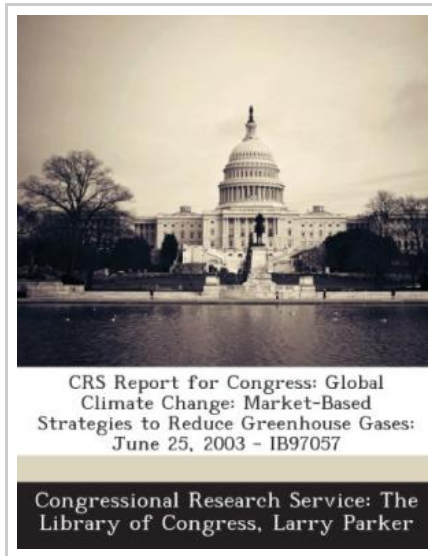 CRS Report for Congress: Global
Climate Change: Market-Based
Strategies to Reduce Greenhouse Gases:
June 25, 2003 - IB97057
Congressional Research Service: The
Library of Congress, Larry Parker